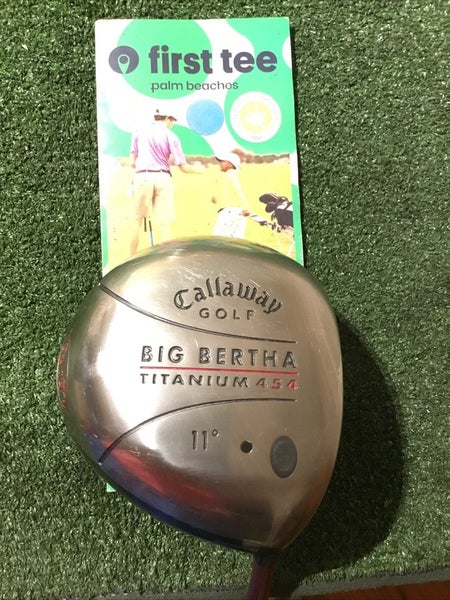 first tee
palm beaches
Callaway
GOLF
BIG BERTHA
TITANIUM 454
11°